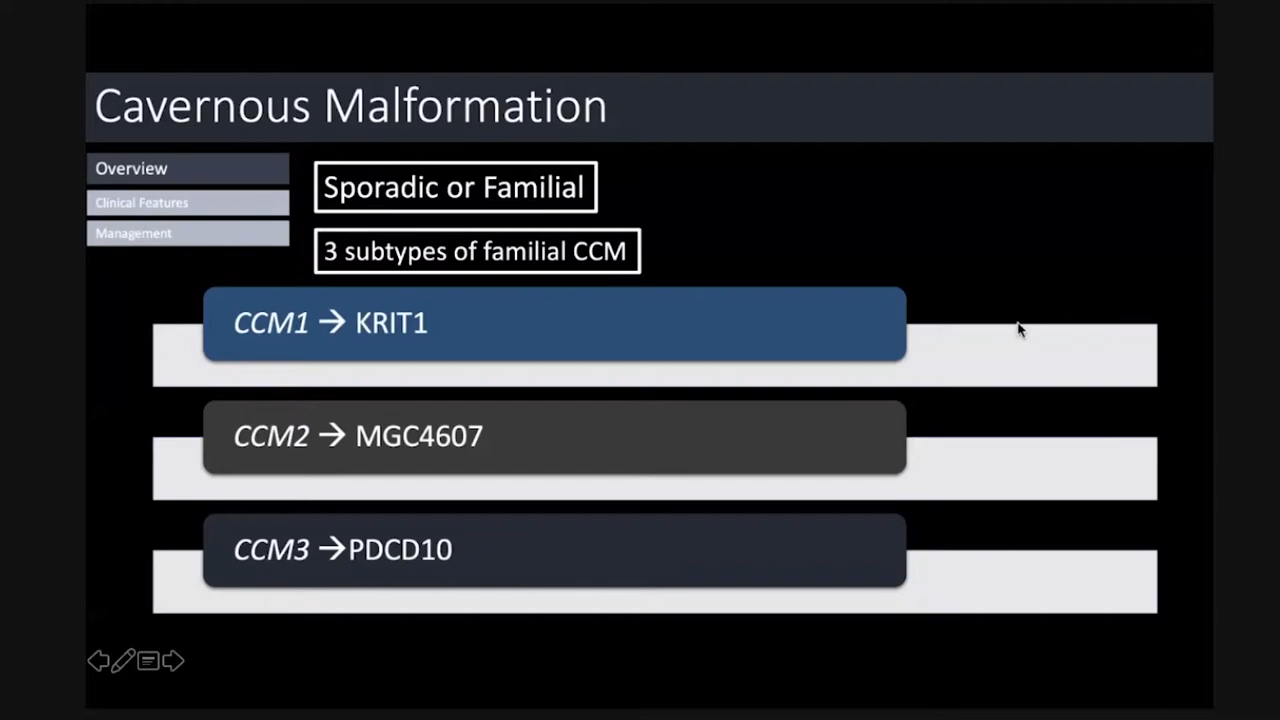 Cavernous Malformation
Overview
Clinical Features
Management
Sporadic or Familial
3 subtypes of familial CCM
CCM1 → KRIT1
CCM2 → MGC4607
CCM3 →PDCD10